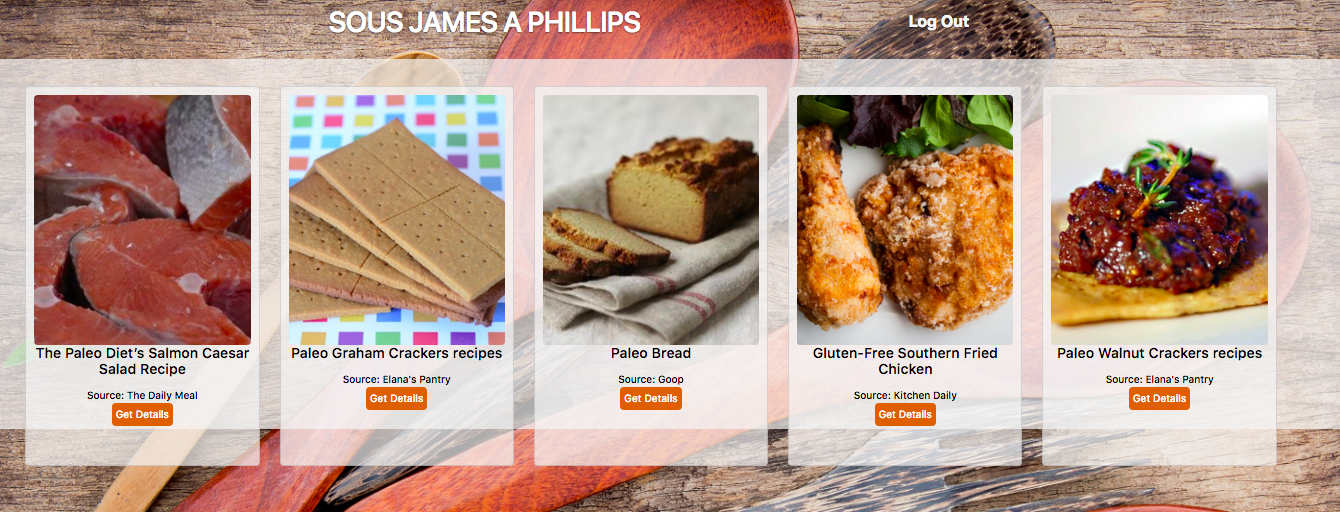 SOUS JAMES A PHILLIPS
Log Out
The Paleo Diet's Salmon Caesar
Salad Recipe
Source: The Daily Meal
Get Details
Paleo Graham Crackers recipes
Source: Elana's Pantry
Get Details
Paleo Bread
Source: Goop
Get Details
Gluten-Free Southern Fried
Chicken
Source: Kitchen Daily
Get Details
Paleo Walnut Crackers recipes
Source: Elana's Pantry
Get Details